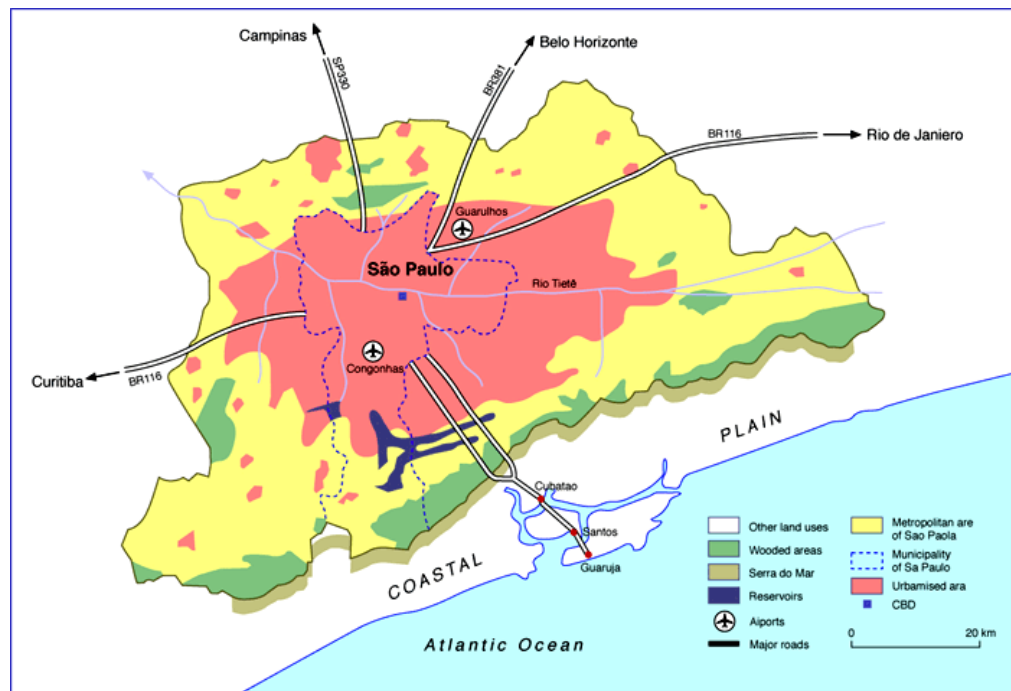 Campinas
Belo Horizonte
SP330
BR381
BR116
Rio de Janiero
Guarulhos
São Paulo
Rio Tietê
Congonhas
Curitiba
BR116
PLAIN
Cubatao
Santos
Guaruja
COASTAL
Atlantic Ocean
Other land uses
Wooded areas
Serra do Mar
Reservoirs
Aiports
Major roads
Metropolitan are
of Sao Paola
Municipality
of Sa Paulo
Urbamised ara
CBD
0 20 km